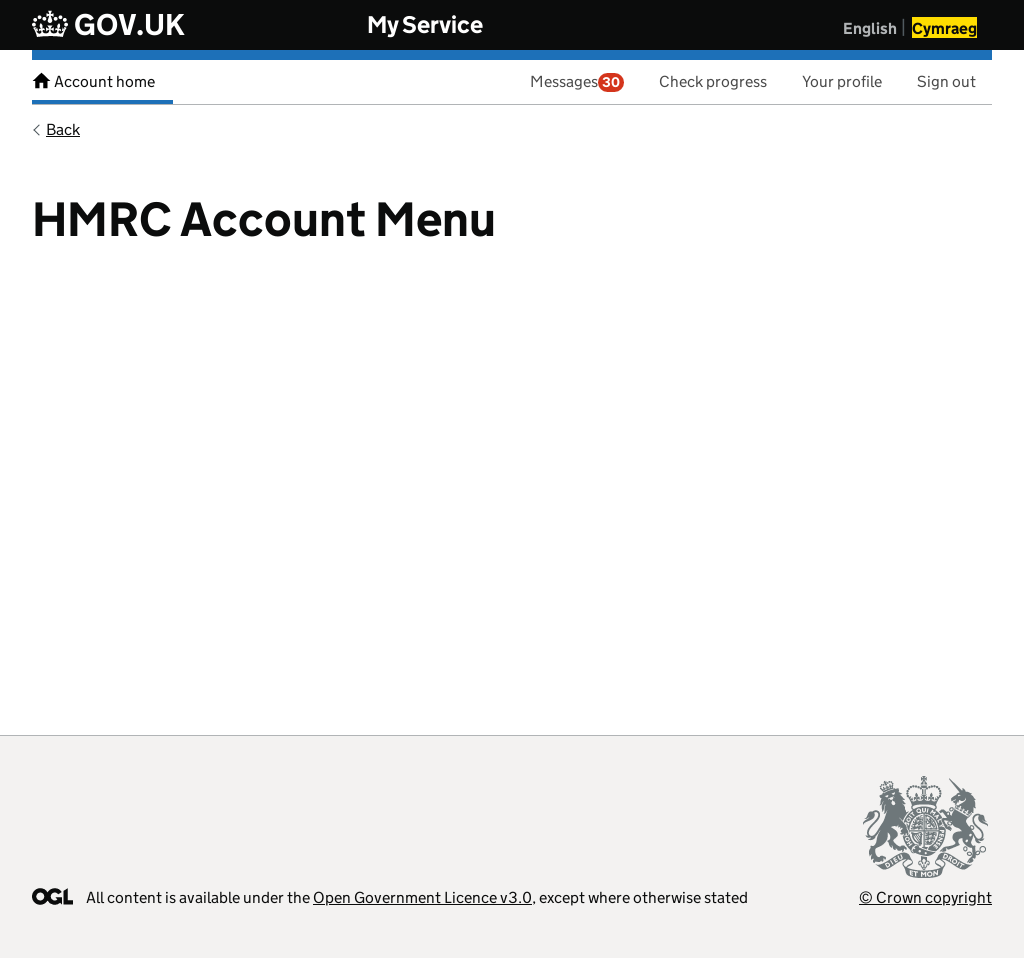 GOV.UK My Service English | Cymraeg
Account home Messages 30 Check progress Your profile Sign out
Back
HMRC Account Menu
DIEU ET MON DROIT
OGL All content is available under the Open Government Licence v3.0, except where otherwise stated © Crown copyright